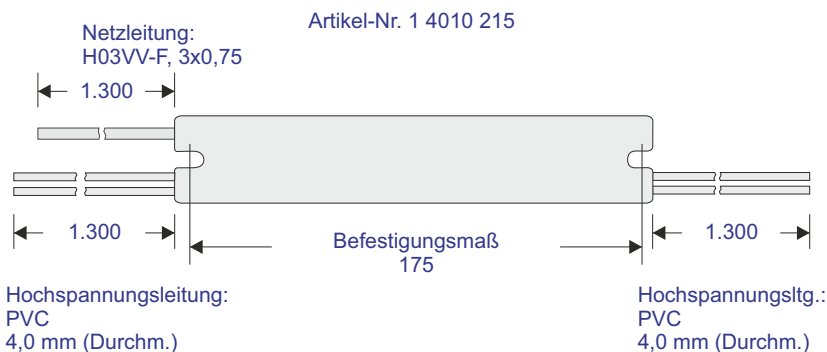 Artikel-Nr. 1 4010 215
Netzleitung:
H03VV-F, 3x0,75
1.300
1.300
Befestigungsmaß
175
1.300
Hochspannungsleitung:
PVC
4,0 mm (Durchm.)
Hochspannungsltg.:
PVC
4,0 mm (Durchm.)